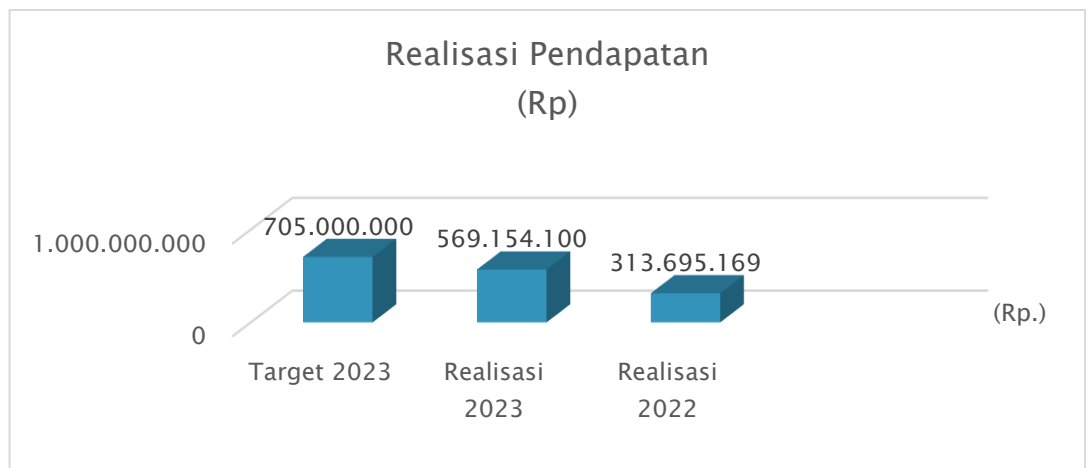 Realisasi Pendapatan
(Rp)
705.000.000
569.154.100
313.695.169
1.000.000.000
0
(Rp.)
Target 2023
Realisasi
2023
Realisasi
2022